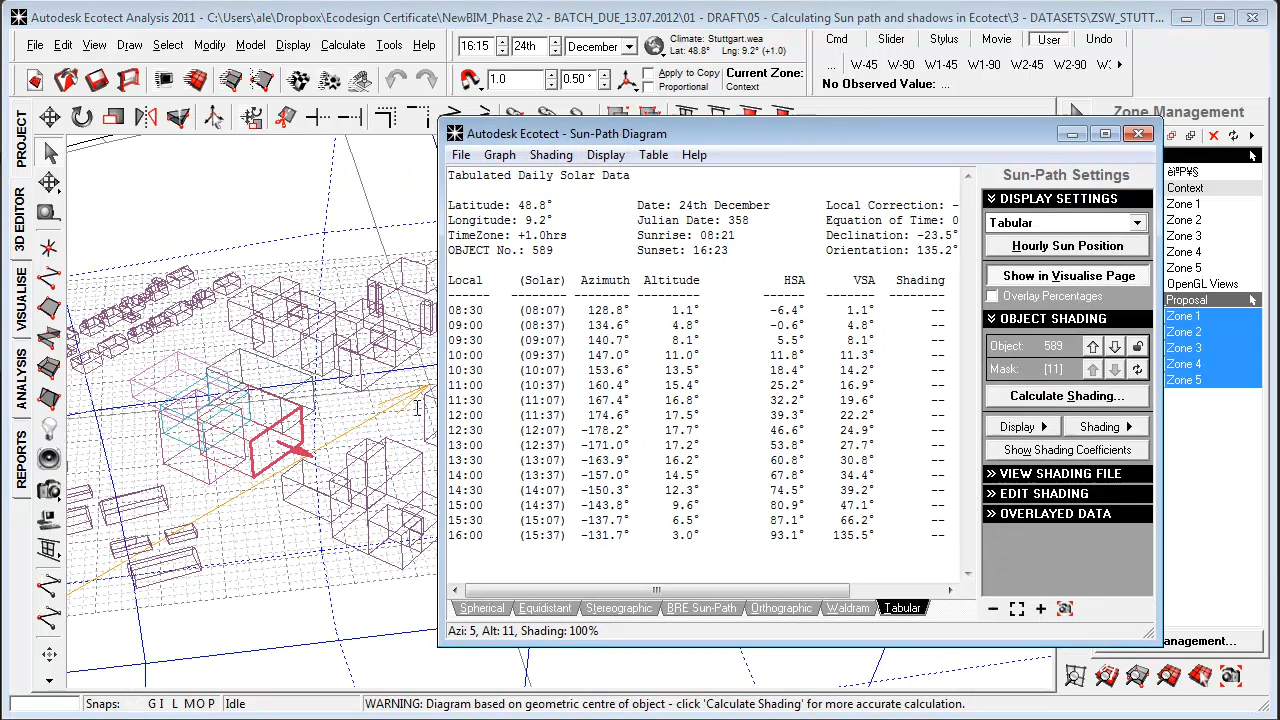 Autodesk Ecotect Analysis 2011 - C:\Users\ale\Dropbox\Ecodesign Certificate\NewBIM_Phase 2\2 - BATCH_DUE_13.07.2012\01 - DRAFT\05 - Calculating Sun path and shadows in Ecotect\3 - DATASETS\ZSW_STUTT...
File Edit View Draw Select Modify Model Display Calculate Tools Help
16:15 24th December
Climate: Stuttgart.wea
Lat: 48.8° Lng: 9.2° (+1.0)
Cmd Slider Stylus Movie User Undo
... W-45 W-90 W1-45 W1-90 W2-45 W2-90 W:
1.0 0.50 °
Apply to Copy
Proportional
Current Zone:
Context
No Observed Value: ...
PROJECT
3D EDITOR
VISUALISE
ANALYSIS
REPORTS
Autodesk Ecotect - Sun-Path Diagram
File Graph Shading Display Table Help
Tabulated Daily Solar Data
Latitude: 48.8° Date: 24th December Local Correction: -
Longitude: 9.2° Julian Date: 358 Equation of Time: 0
TimeZone: +1.0hrs Sunrise: 08:21 Declination: -23.5°
OBJECT No.: 589 Sunset: 16:23 Orientation: 135.2°
Local (Solar) Azimuth Altitude HSA VSA Shading
08:30 (08:07) 128.8° 1.1° -6.4° 1.1° --
09:00 (08:37) 134.6° 4.8° -0.6° 4.8° --
09:30 (09:07) 140.7° 8.1° 5.5° 8.1° --
10:00 (09:37) 147.0° 11.0° 11.8° 11.3° --
10:30 (10:07) 153.6° 13.5° 18.4° 14.2° --
11:00 (10:37) 160.4° 15.4° 25.2° 16.9° --
11:30 (11:07) 167.4° 16.8° 32.2° 19.6° --
12:00 (11:37) 174.6° 17.5° 39.3° 22.2° --
12:30 (12:07) -178.2° 17.7° 46.6° 24.9° --
13:00 (12:37) -171.0° 17.2° 53.8° 27.7° --
13:30 (13:07) -163.9° 16.2° 60.8° 30.8° --
14:00 (13:37) -157.0° 14.5° 67.8° 34.4° --
14:30 (14:07) -150.3° 12.3° 74.5° 39.2° --
15:00 (14:37) -143.8° 9.6° 80.9° 47.1° --
15:30 (15:07) -137.7° 6.5° 87.1° 66.2° --
16:00 (15:37) -131.7° 3.0° 93.1° 135.5° --
Spherical Equidistant Stereographic BRE Sun-Path Orthographic Waldram Tabular
Azi: 5, Alt: 11, Shading: 100%
Sun-Path Settings
DISPLAY SETTINGS
Tabular
Hourly Sun Position
Show in Visualise Page
Overlay Percentages
OBJECT SHADING
Object: 589
Mask: [11]
Calculate Shading...
Display Shading
Show Shading Coefficients
VIEW SHADING FILE
EDIT SHADING
OVERLAYED DATA
Zone Management
Context
Zone 1
Zone 2
Zone 3
Zone 4
Zone 5
OpenGL Views
Proposal
Zone 1
Zone 2
Zone 3
Zone 4
Zone 5
anagement...
Snaps: G I L M O P Idle WARNING: Diagram based on geometric centre of object - click 'Calculate Shading' for more accurate calculation.